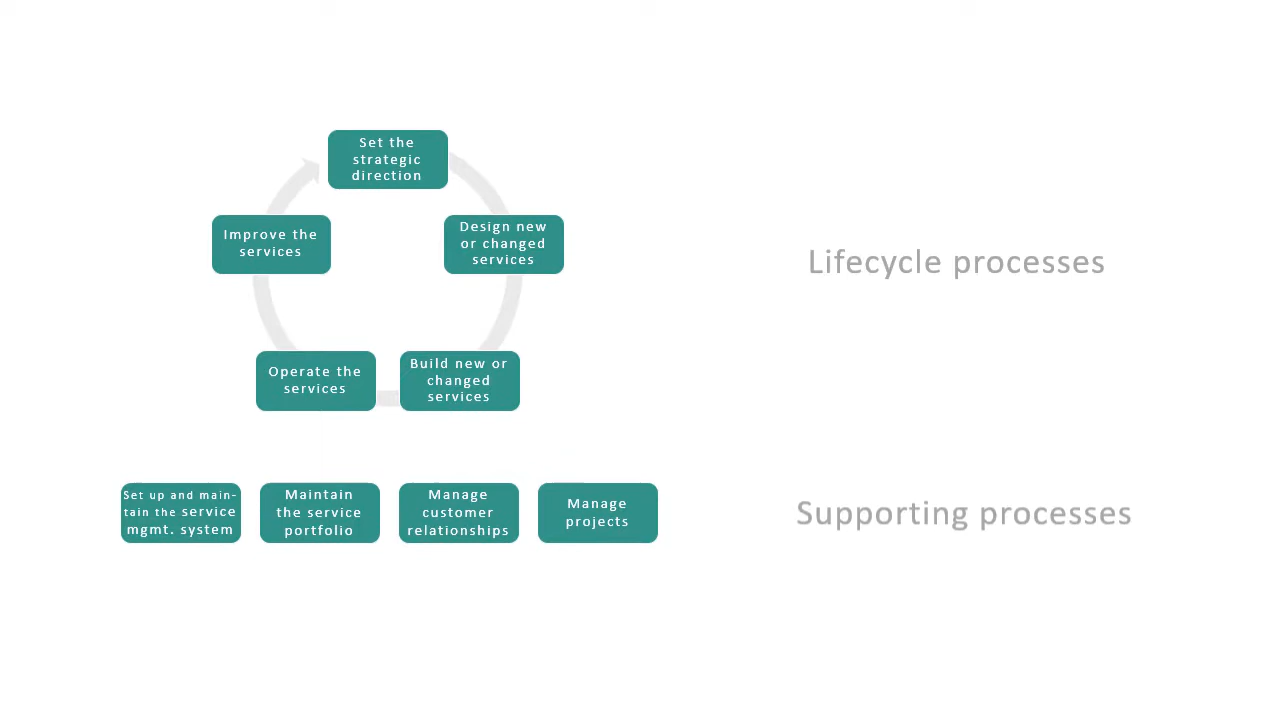 Set the
strategic
direction
Improve the
services
Design new
or changed
services
Lifecycle processes
Operate the
services
Build new or
changed
services
Set up and main-
tain the service
mgmt. system
Maintain
the service
portfolio
Manage
customer
relationships
Manage
projects
Supporting processes